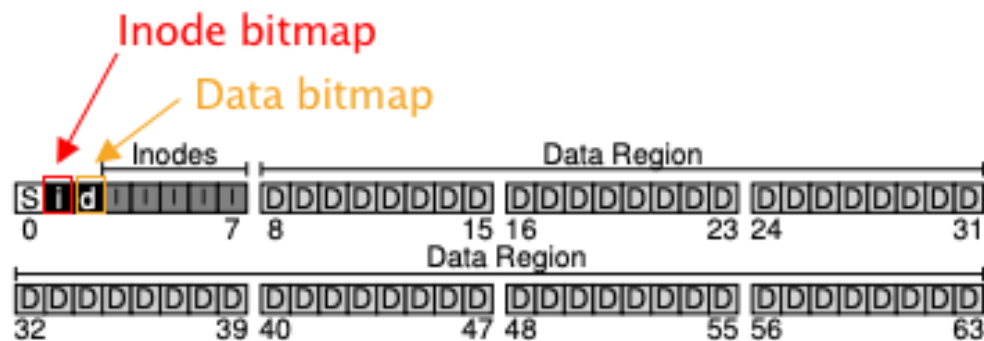 Inode bitmap
Data bitmap
Inodes Data Region
S i d I I I I I D D D D D D D D D D D D D D D D D D D D D D D D
0 7 8 15 16 23 24 31
Data Region
D D D D D D D D D D D D D D D D D D D D D D D D D D D D D D D D
32 39 40 47 48 55 56 63